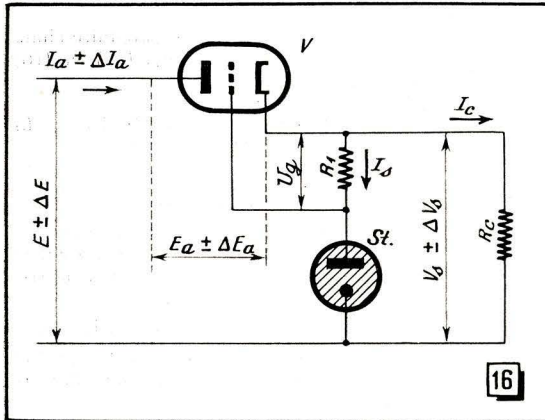 Ia ± ΔIa
V
Ic
E ± ΔE
Ug
R1
Is
Ea ± ΔEa
St.
Vs ± ΔVs
Rc
16